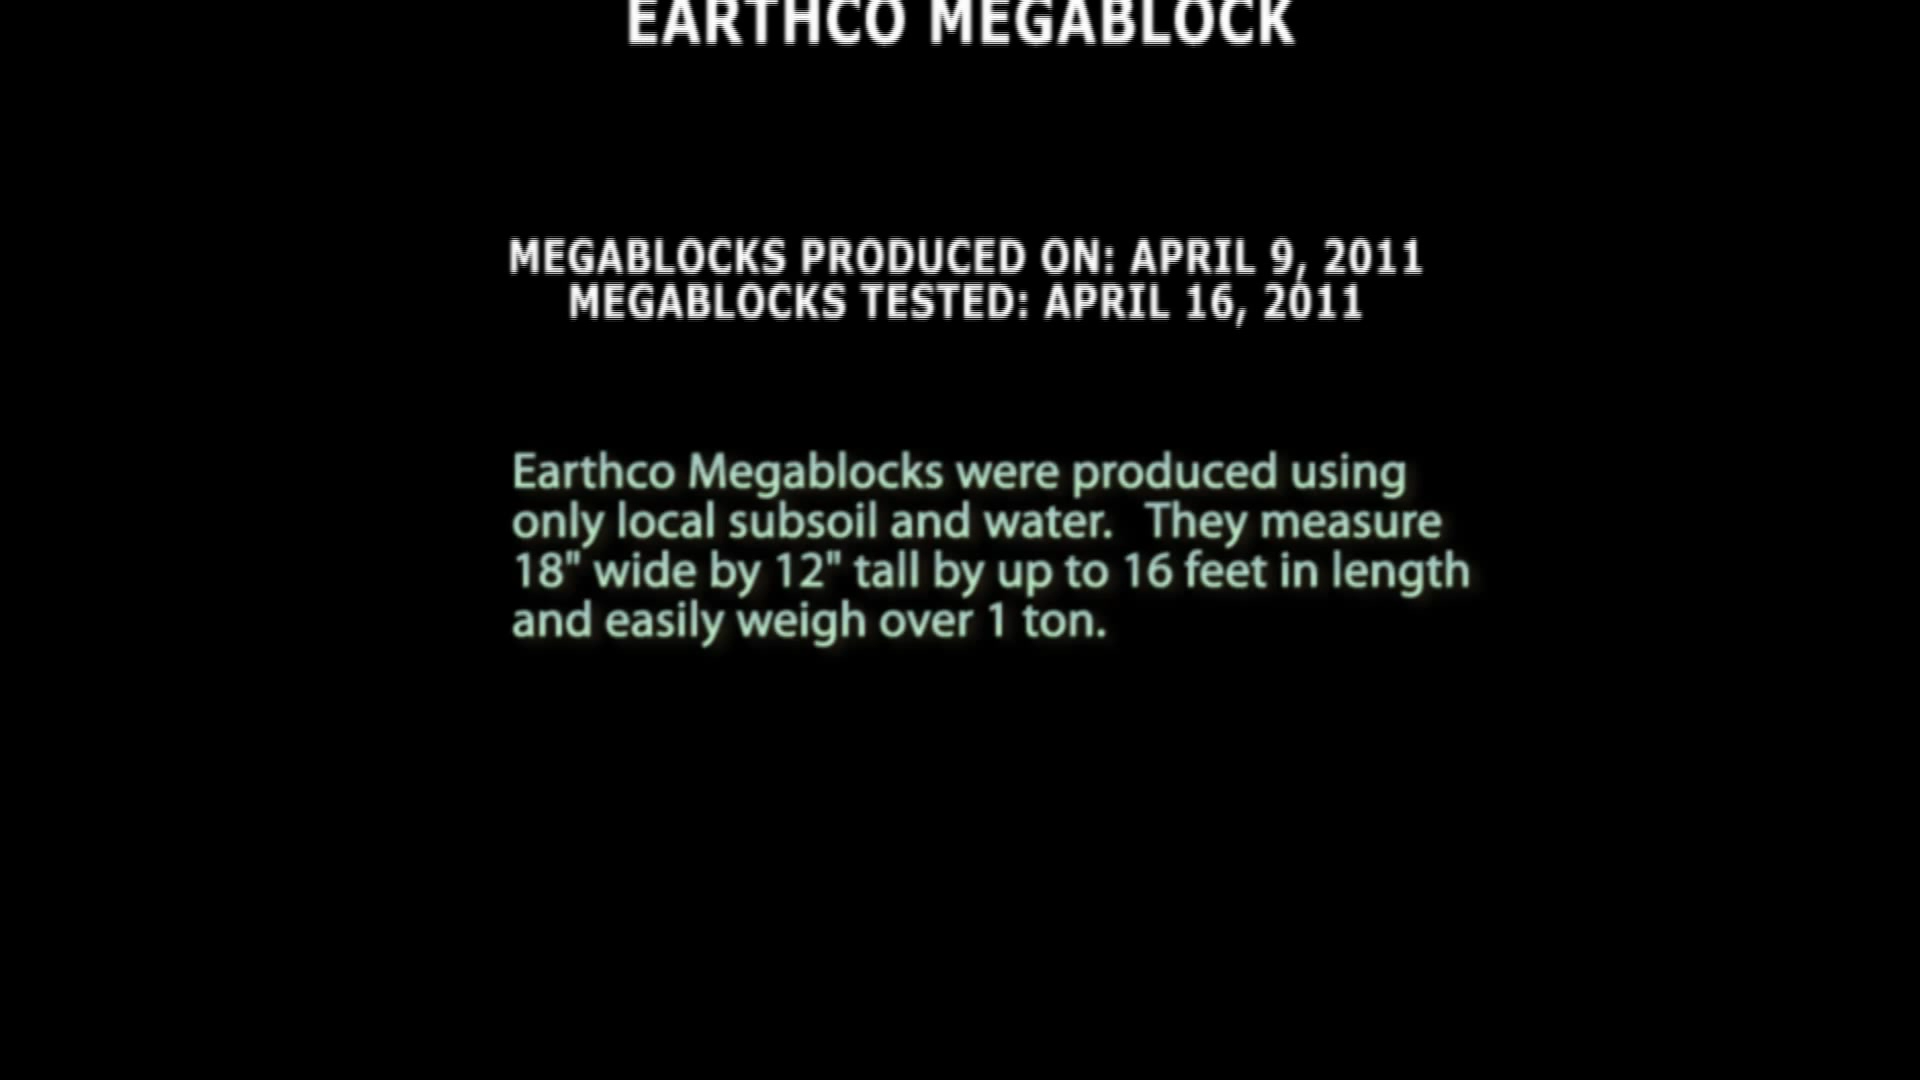 EARTHCO MEGABLOCK
MEGABLOCKS PRODUCED ON: APRIL 9, 2011
MEGABLOCKS TESTED: APRIL 16, 2011
Earthco Megablocks were produced using
only local subsoil and water.  They measure
18" wide by 12" tall by up to 16 feet in length
and easily weigh over 1 ton.